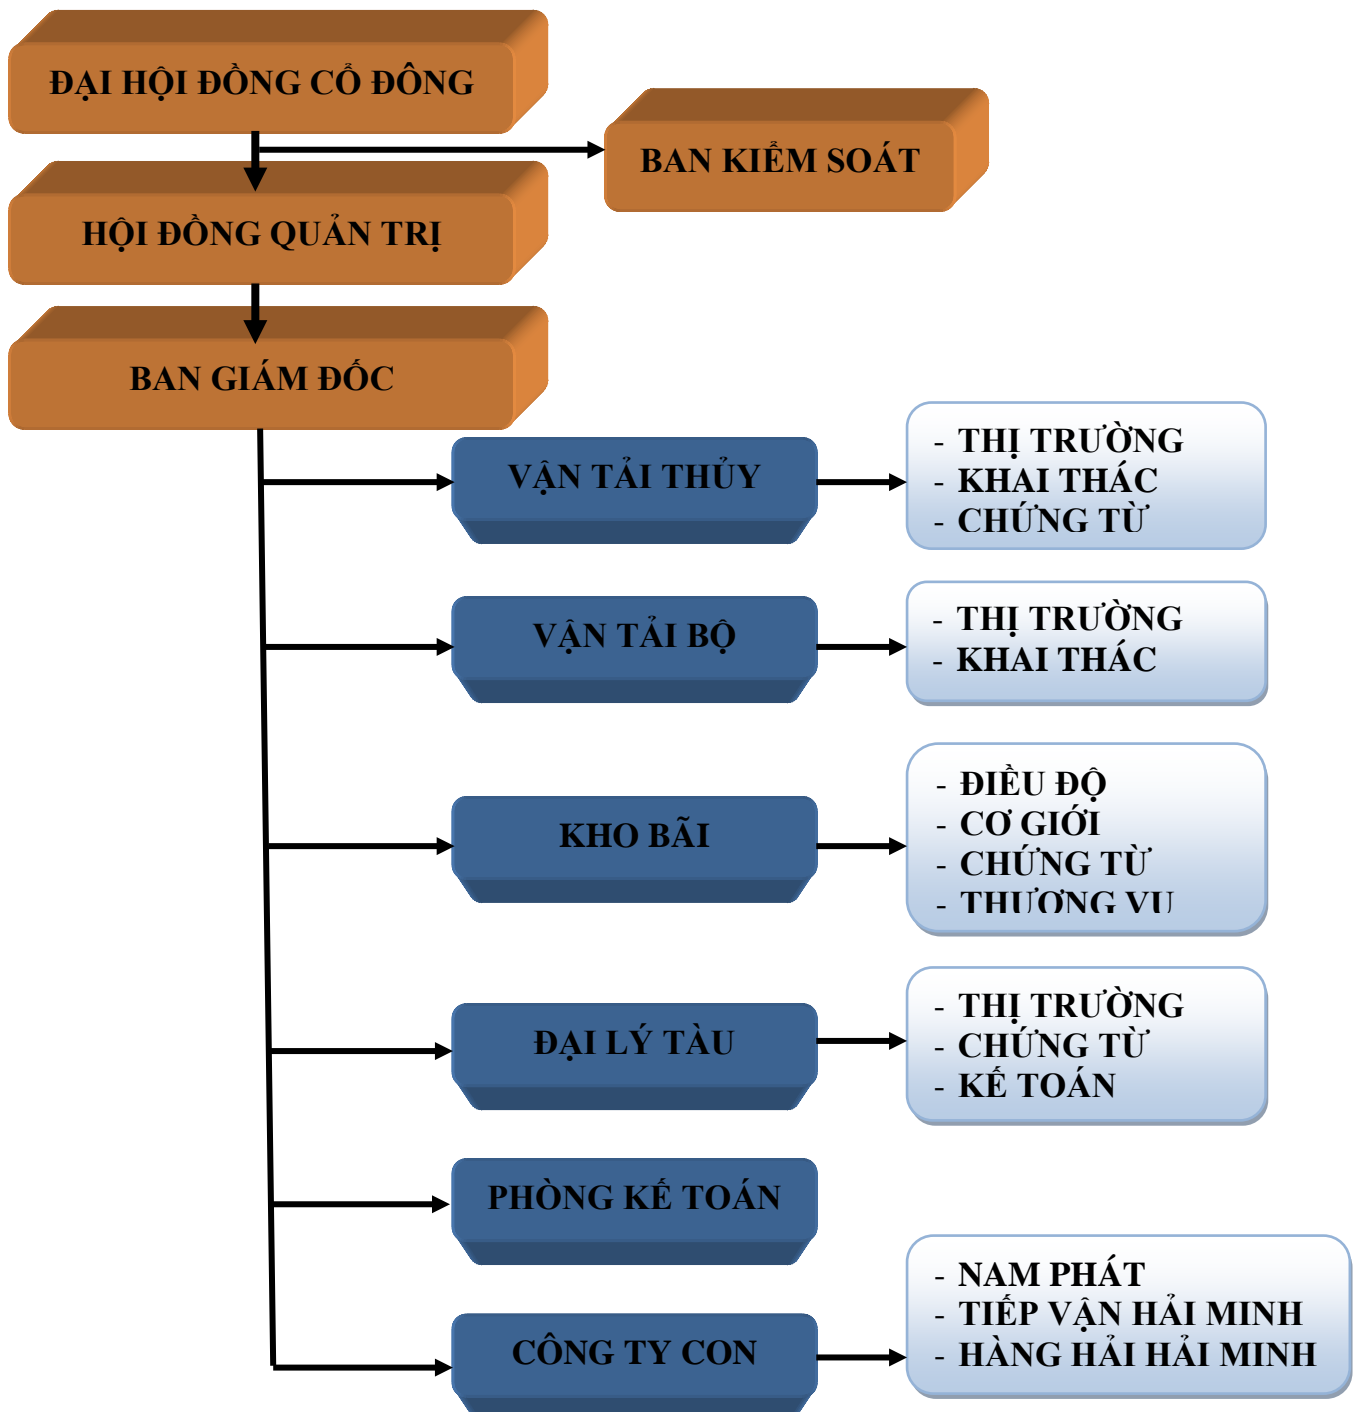 ĐẠI HỘI ĐỒNG CỔ ĐÔNG
BAN KIỂM SOÁT
HỘI ĐỒNG QUẢN TRỊ
BAN GIÁM ĐỐC
VẬN TẢI THỦY
- THỊ TRƯỜNG
- KHAI THÁC
- CHỨNG TỪ
VẬN TẢI BỘ
- THỊ TRƯỜNG
- KHAI THÁC
KHO BÃI
- ĐIỀU ĐỘ
- CƠ GIỚI
- CHỨNG TỪ
- THƯƠNG VỤ
ĐẠI LÝ TÀU
- THỊ TRƯỜNG
- CHỨNG TỪ
- KẾ TOÁN
PHÒNG KẾ TOÁN
CÔNG TY CON
- NAM PHÁT
- TIẾP VẬN HẢI MINH
- HÀNG HẢI HẢI MINH